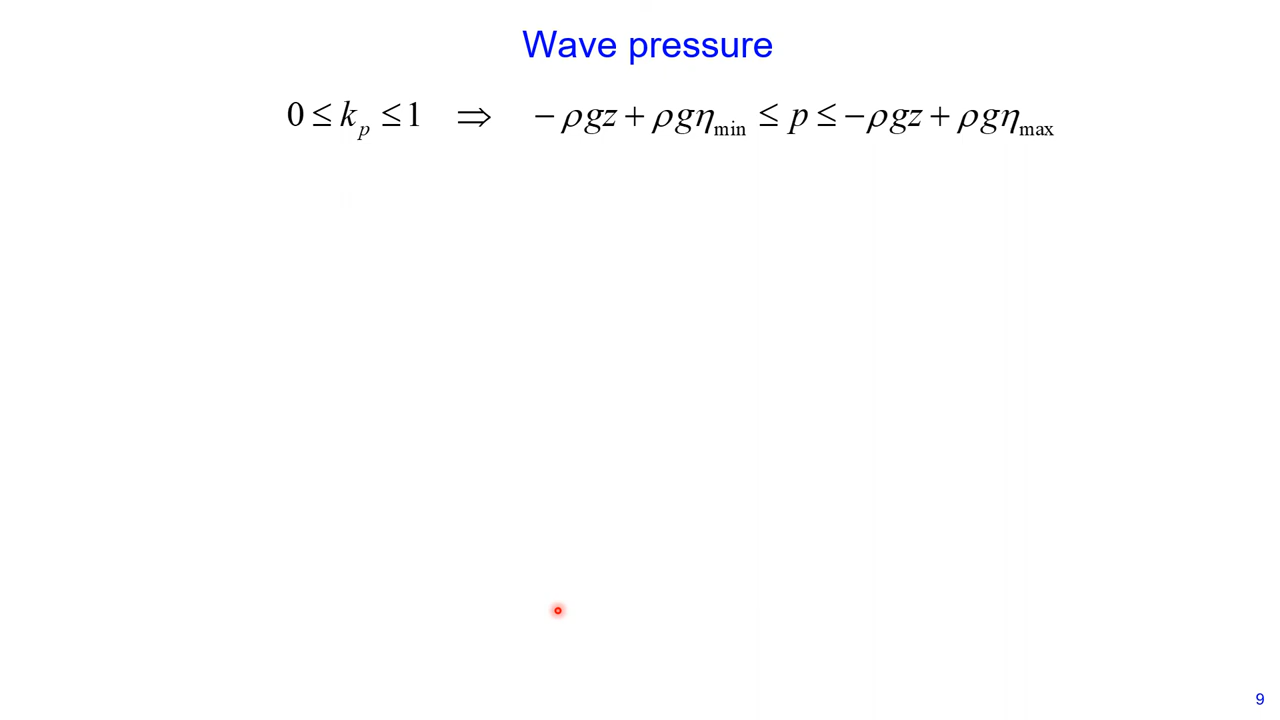 Wave pressure
0 ≤ k_p ≤ 1 ⇒ − ρgz + ρgη_min ≤ p ≤ −ρgz + ρgη_max
9